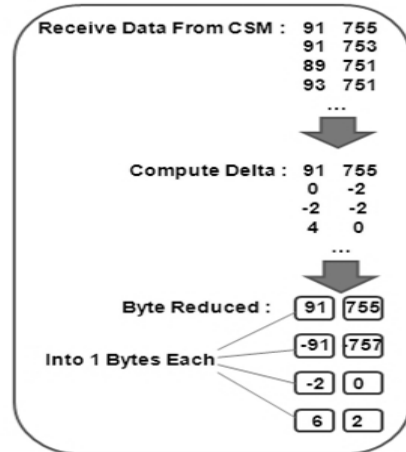 Receive Data From CSM : 91 755
91 753
89 751
93 751
...
Compute Delta : 91 755
0 -2
-2 -2
4 0
...
Byte Reduced : 91 755
-91 -757
Into 1 Bytes Each
-2 0
6 2